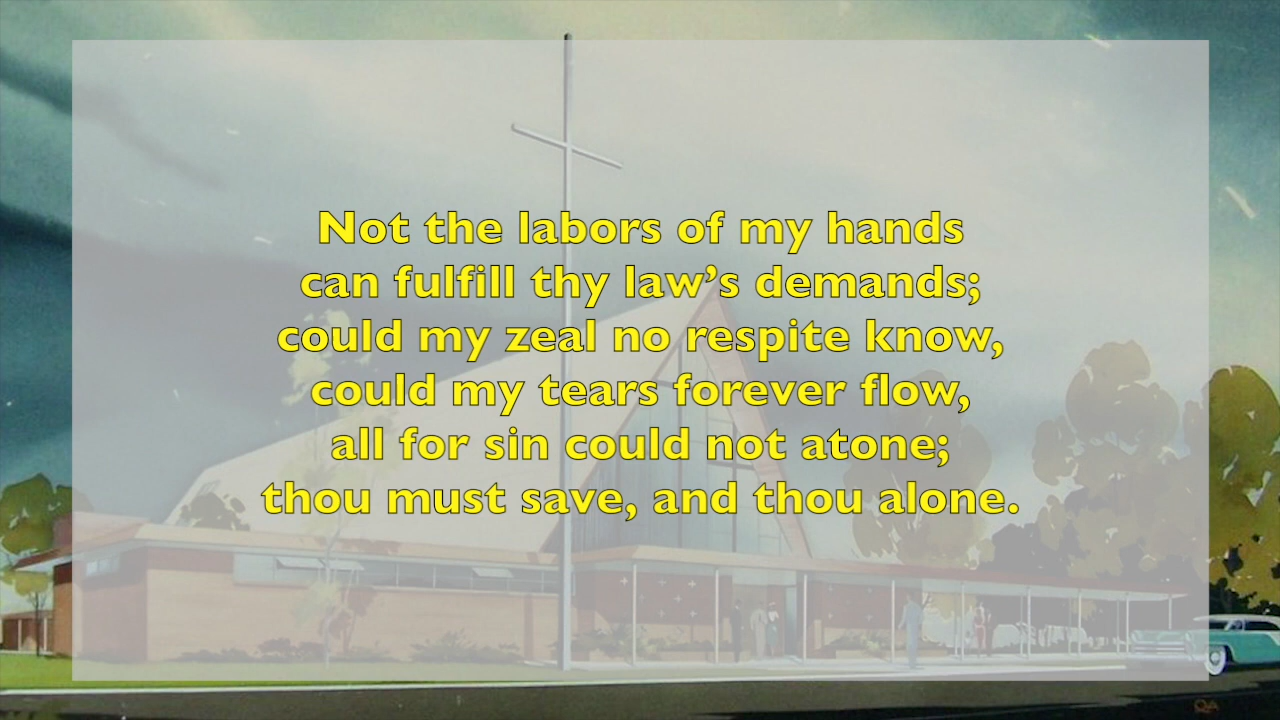 Not the labors of my hands
can fulfill thy law’s demands;
could my zeal no respite know,
could my tears forever flow,
all for sin could not atone;
thou must save, and thou alone.